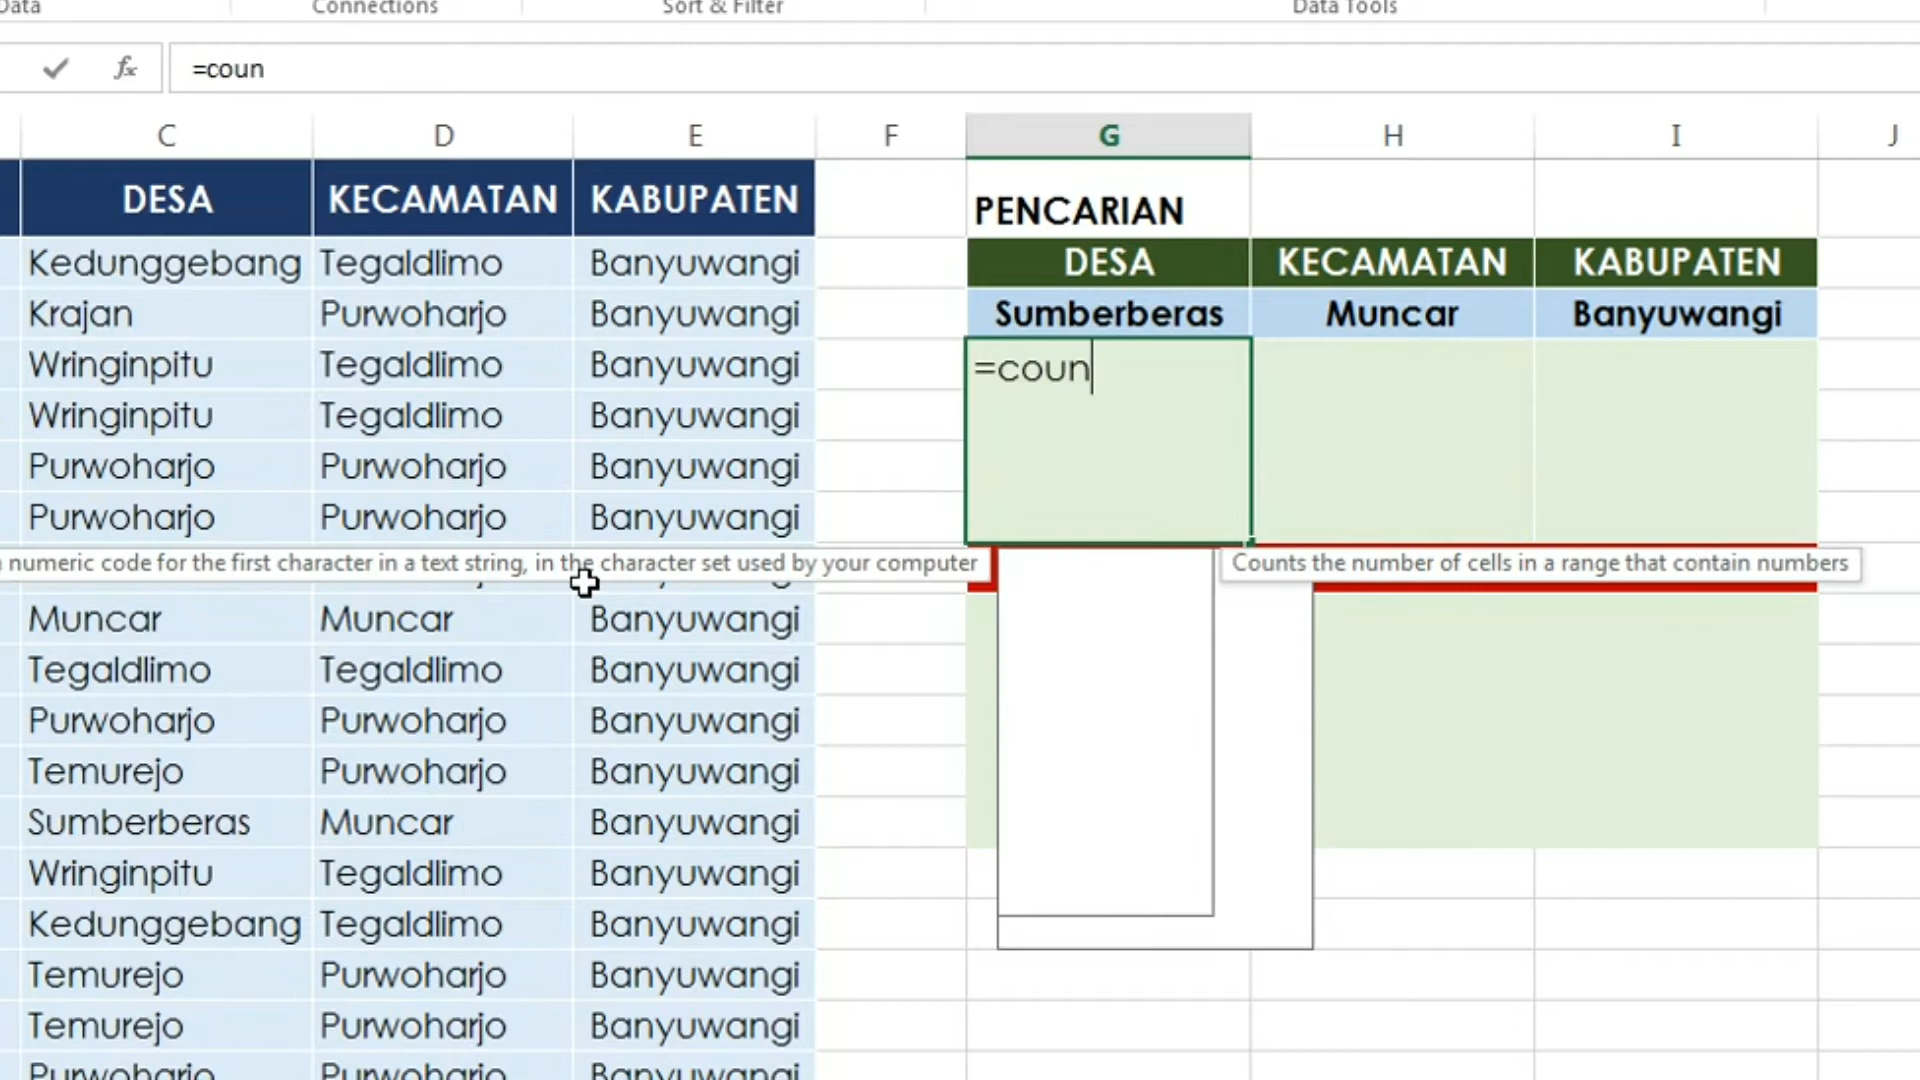 Data Connections Sort & Filter Data Tools
fx =coun
C D E F G H I J
DESA KECAMATAN KABUPATEN PENCARIAN
Kedunggebang Tegaldlimo Banyuwangi DESA KECAMATAN KABUPATEN
Krajan Purwoharjo Banyuwangi Sumberberas Muncar Banyuwangi
Wringinpitu Tegaldlimo Banyuwangi =coun
Wringinpitu Tegaldlimo Banyuwangi
Purwoharjo Purwoharjo Banyuwangi
Purwoharjo Purwoharjo Banyuwangi
numeric code for the first character in a text string, in the character set used by your computer Counts the number of cells in a range that contain numbers
Muncar Muncar Banyuwangi
Tegaldlimo Tegaldlimo Banyuwangi
Purwoharjo Purwoharjo Banyuwangi
Temurejo Purwoharjo Banyuwangi
Sumberberas Muncar Banyuwangi
Wringinpitu Tegaldlimo Banyuwangi
Kedunggebang Tegaldlimo Banyuwangi
Temurejo Purwoharjo Banyuwangi
Temurejo Purwoharjo Banyuwangi
Purwoharjo Purwoharjo Banyuwangi